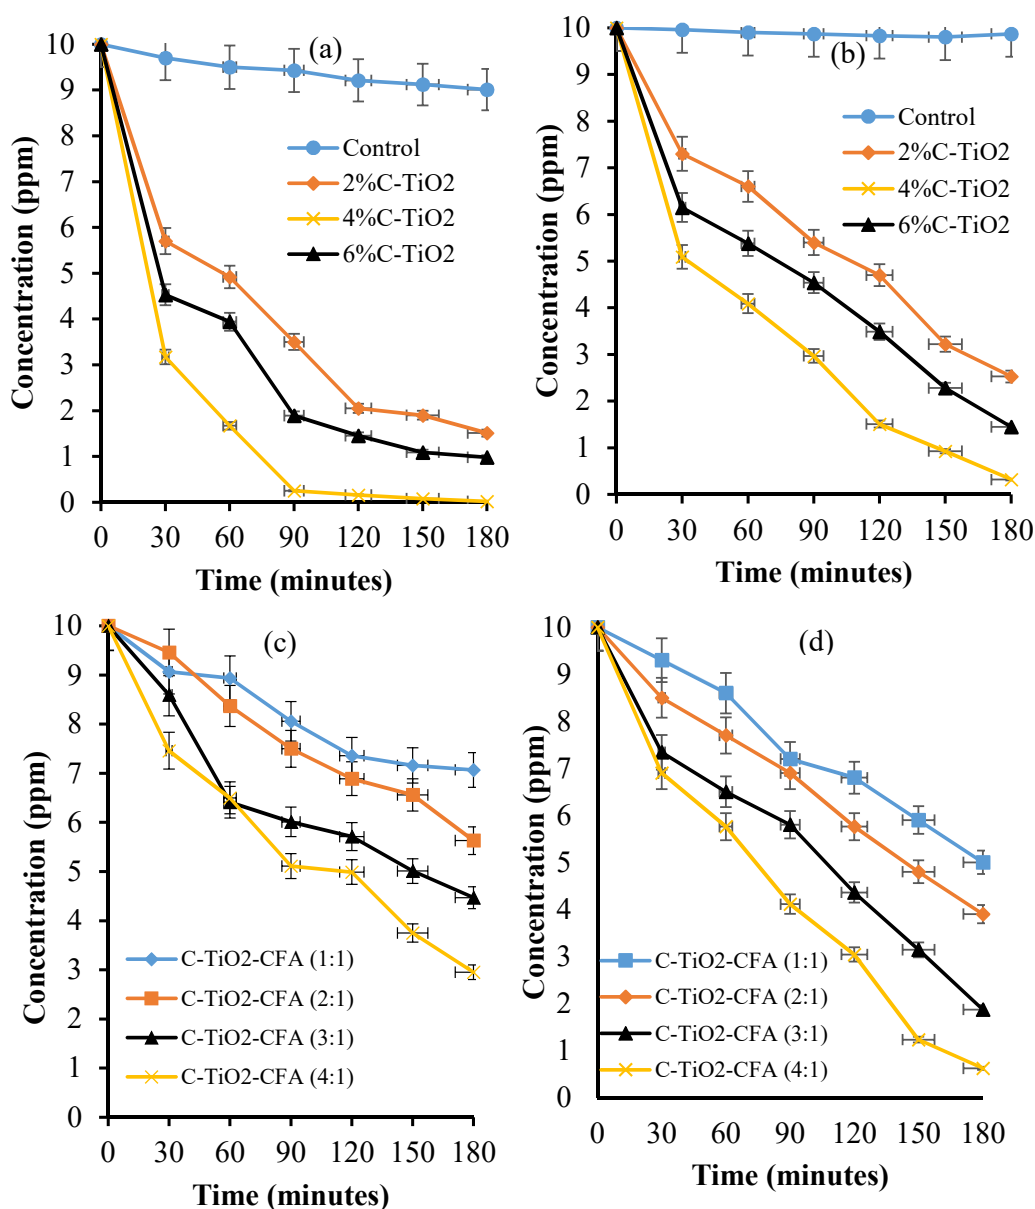 (a)
10
9
8
7
6
5
4
3
2
1
0
Concentration (ppm)
Control
2%C-TiO2
4%C-TiO2
6%C-TiO2
0 30 60 90 120 150 180
Time (minutes)
(b)
10
9
8
7
6
5
4
3
2
1
0
Concentration (ppm)
Control
2%C-TiO2
4%C-TiO2
6%C-TiO2
0 30 60 90 120 150 180
Time (minutes)
(c)
10
9
8
7
6
5
4
3
2
1
0
Concentration (ppm)
C-TiO2-CFA (1:1)
C-TiO2-CFA (2:1)
C-TiO2-CFA (3:1)
C-TiO2-CFA (4:1)
0 30 60 90 120 150 180
Time (minutes)
(d)
10
9
8
7
6
5
4
3
2
1
0
Concentration (ppm)
C-TiO2-CFA (1:1)
C-TiO2-CFA (2:1)
C-TiO2-CFA (3:1)
C-TiO2-CFA (4:1)
0 30 60 90 120 150 180
Time (minutes)